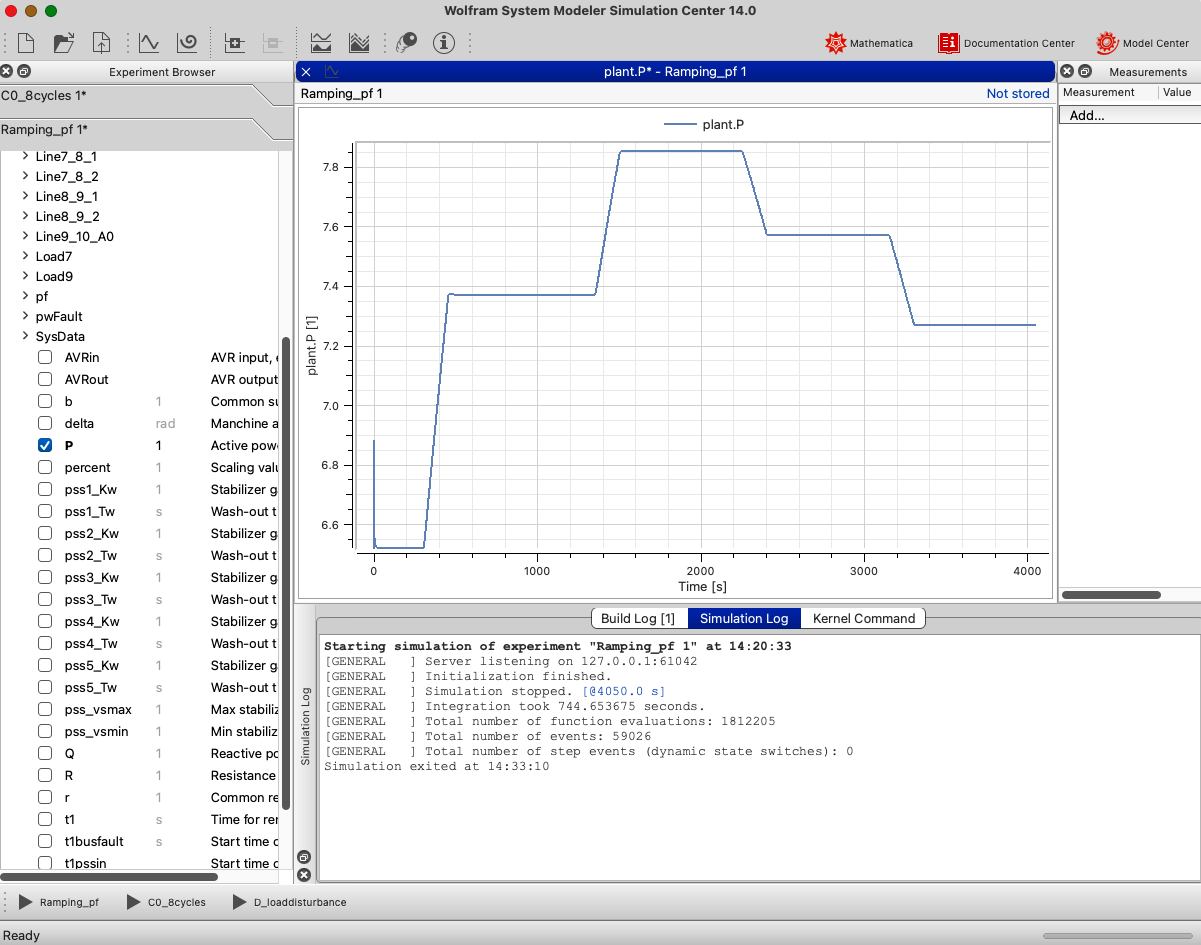 Wolfram System Modeler Simulation Center 14.0
Mathematica
Documentation Center
Model Center
Experiment Browser
C0_8cycles 1*
Ramping_pf 1*
Line7_8_1
Line7_8_2
Line8_9_1
Line8_9_2
Line9_10_A0
Load7
Load9
pf
pwFault
SysData
AVRin AVR input,
AVRout AVR output
b 1 Common su
delta rad Manchine a
P 1 Active pow
percent 1 Scaling valu
pss1_Kw 1 Stabilizer g
pss1_Tw s Wash-out t
pss2_Kw 1 Stabilizer g
pss2_Tw s Wash-out t
pss3_Kw 1 Stabilizer g
pss3_Tw s Wash-out t
pss4_Kw 1 Stabilizer g
pss4_Tw s Wash-out t
pss5_Kw 1 Stabilizer g
pss5_Tw s Wash-out t
pss_vsmax 1 Max stabiliz
pss_vsmin 1 Min stabiliz
Q 1 Reactive po
R 1 Resistance
r 1 Common re
t1 s Time for rer
t1busfault s Start time o
t1pssin Start time o
plant.P* - Ramping_pf 1
Ramping_pf 1
Not stored
plant.P
7.8
7.6
7.4
7.2
7.0
6.8
6.6
plant.P [1]
0 1000 2000 3000 4000
Time [s]
Measurements
Measurement Value
Add...
Build Log [1] Simulation Log Kernel Command
Simulation Log
Starting simulation of experiment "Ramping_pf 1" at 14:20:33
[GENERAL ] Server listening on 127.0.0.1:61042
[GENERAL ] Initialization finished.
[GENERAL ] Simulation stopped. [@4050.0 s]
[GENERAL ] Integration took 744.653675 seconds.
[GENERAL ] Total number of function evaluations: 1812205
[GENERAL ] Total number of events: 59026
[GENERAL ] Total number of step events (dynamic state switches): 0
Simulation exited at 14:33:10
Ramping_pf
C0_8cycles
D_loaddisturbance
Ready